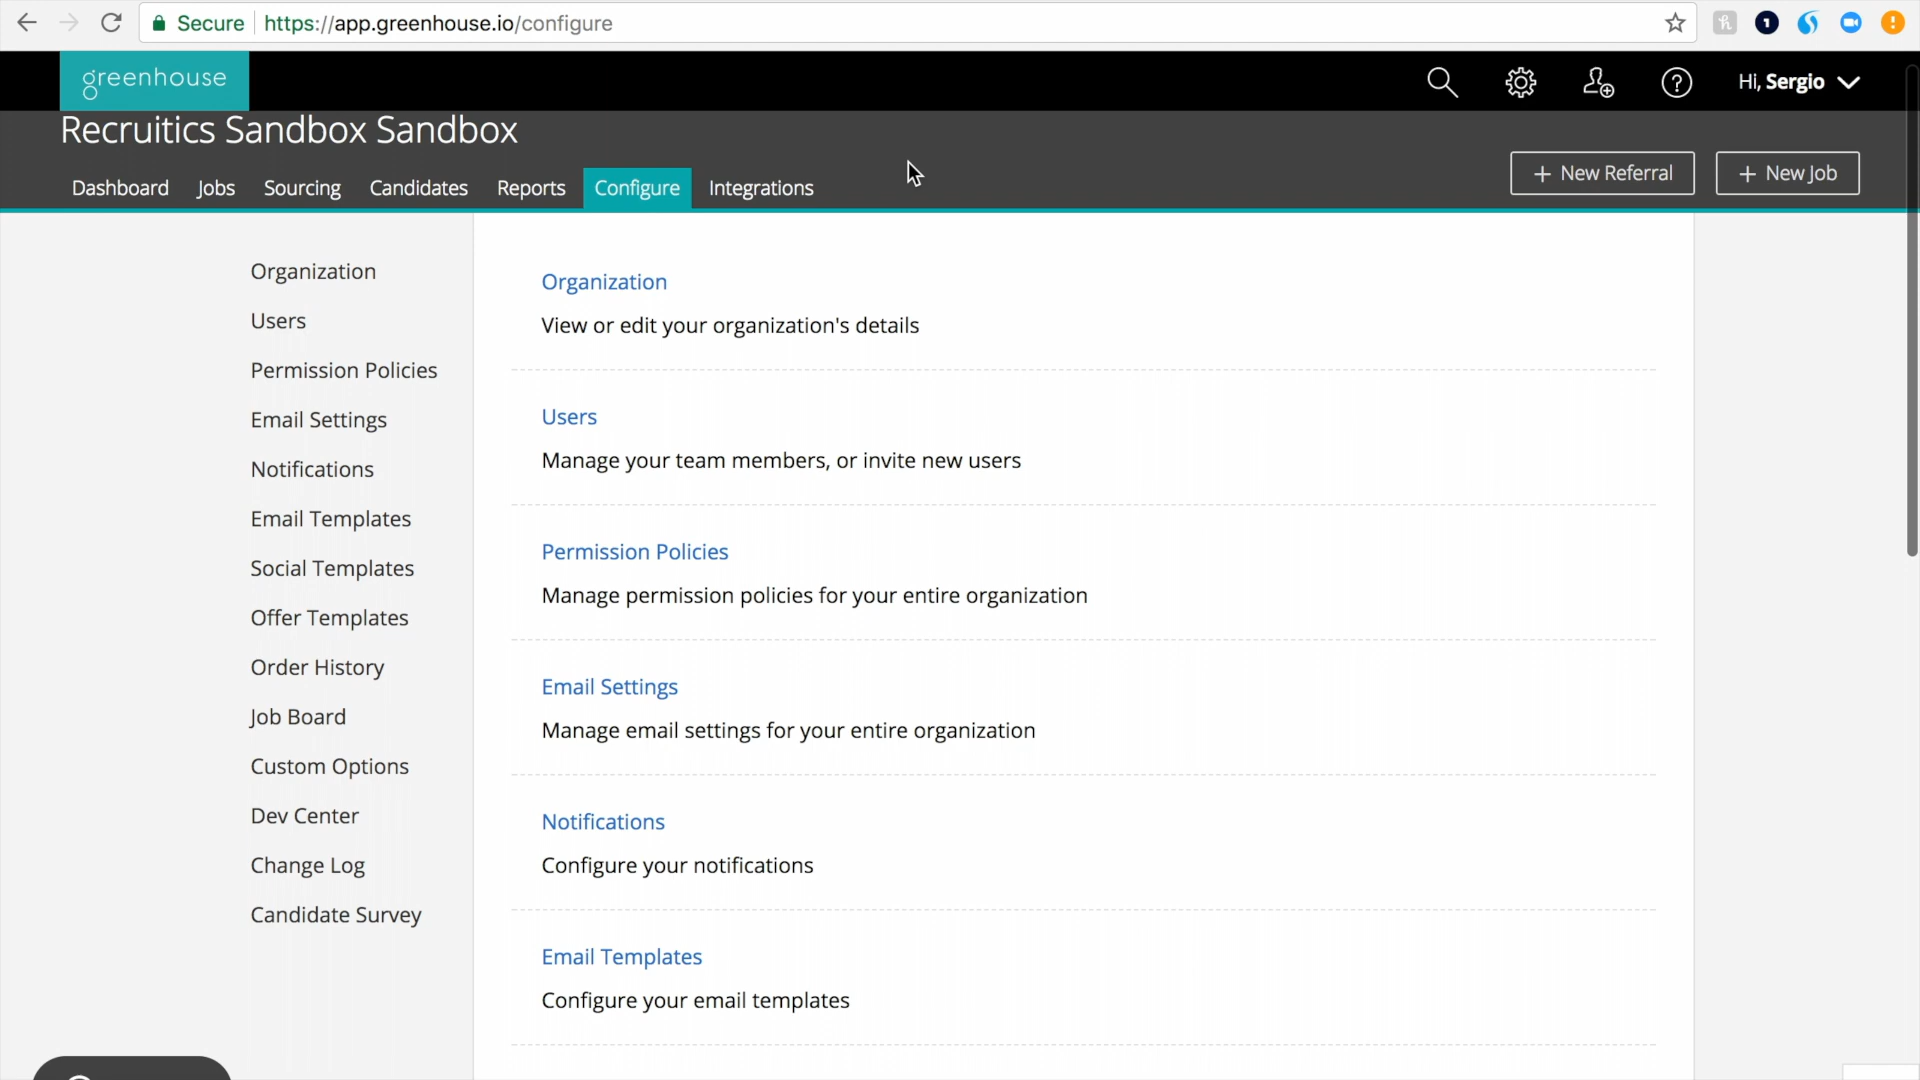 Secure https://app.greenhouse.io/configure
greenhouse
Hi, Sergio
Recruitics Sandbox Sandbox
Dashboard Jobs Sourcing Candidates Reports Configure Integrations
+ New Referral + New Job
Organization
Users
Permission Policies
Email Settings
Notifications
Email Templates
Social Templates
Offer Templates
Order History
Job Board
Custom Options
Dev Center
Change Log
Candidate Survey
Organization
View or edit your organization's details
Users
Manage your team members, or invite new users
Permission Policies
Manage permission policies for your entire organization
Email Settings
Manage email settings for your entire organization
Notifications
Configure your notifications
Email Templates
Configure your email templates